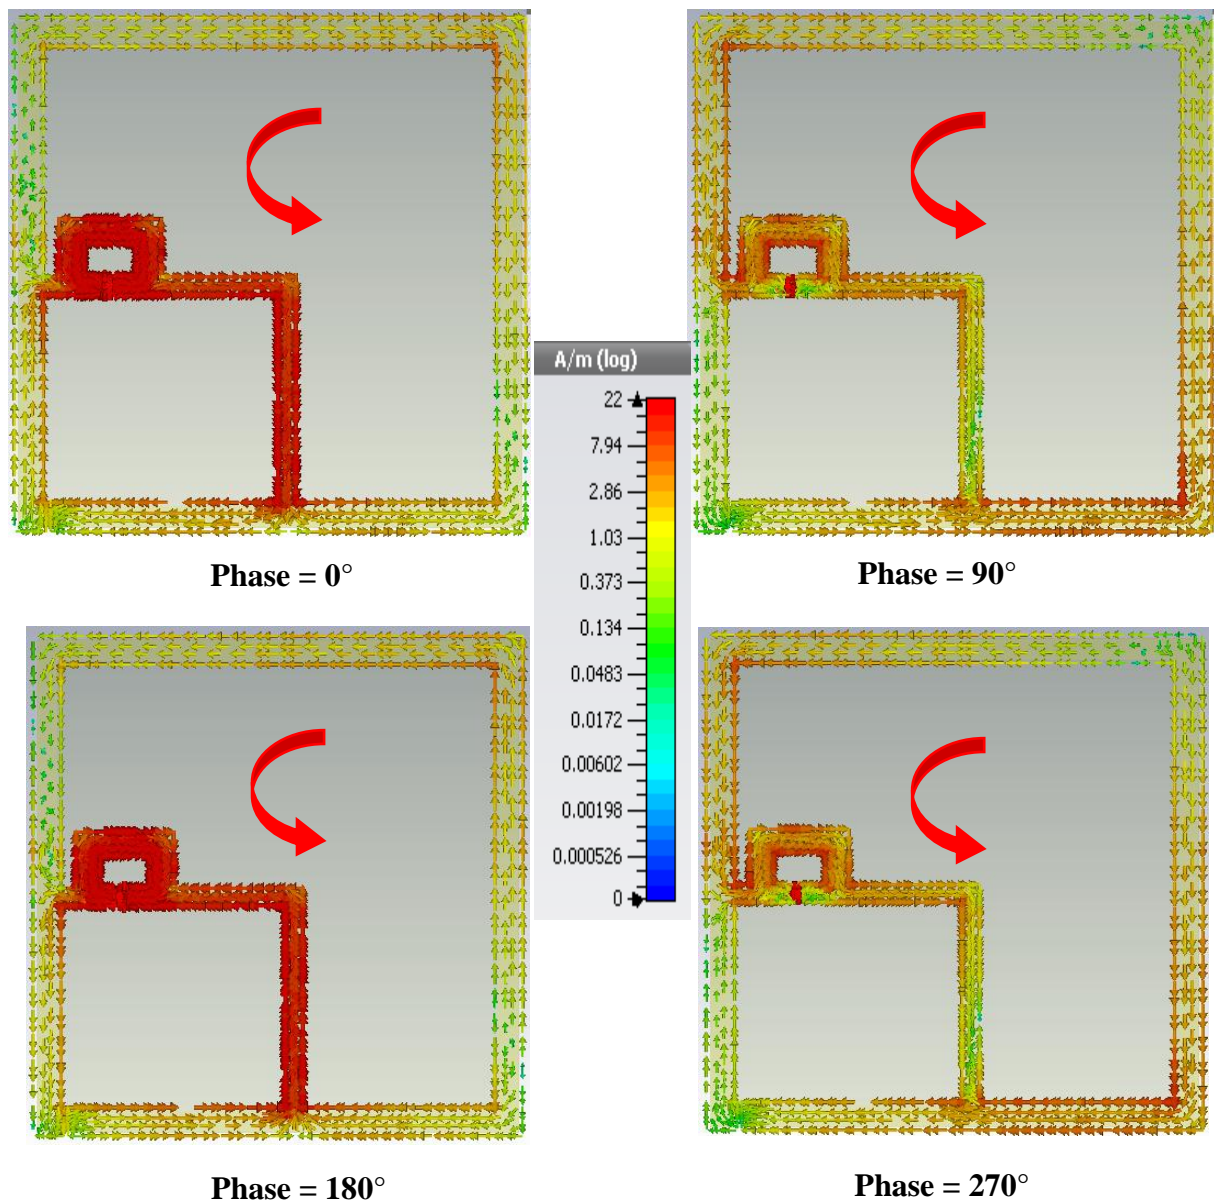 Phase = 0°
Phase = 90°
A/m (log)
22
7.94
2.86
1.03
0.373
0.134
0.0483
0.0172
0.00602
0.00198
0.000526
0
Phase = 180°
Phase = 270°